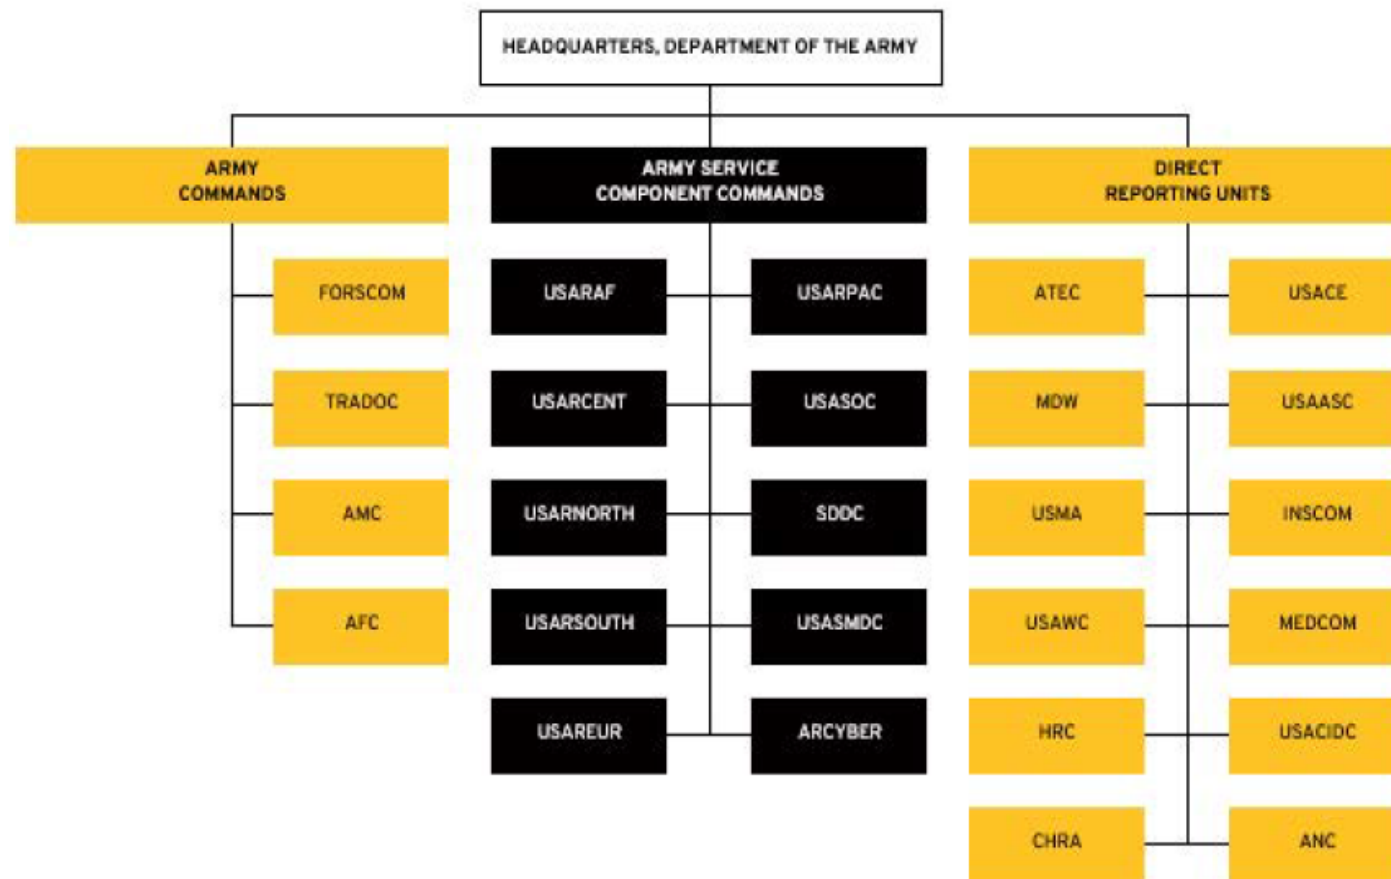 HEADQUARTERS, DEPARTMENT OF THE ARMY
ARMY
COMMANDS
FORSCOM
TRADOC
AMC
AFC
ARMY SERVICE
COMPONENT COMMANDS
USARAF
USARPAC
USARCENT
USASOC
USARNORTH
SDDC
USARSOUTH
USASMDC
USAREUR
ARCYBER
DIRECT
REPORTING UNITS
ATEC
USACE
MDW
USAASC
USMA
INSCOM
USAWC
MEDCOM
HRC
USACIDC
CHRA
ANC